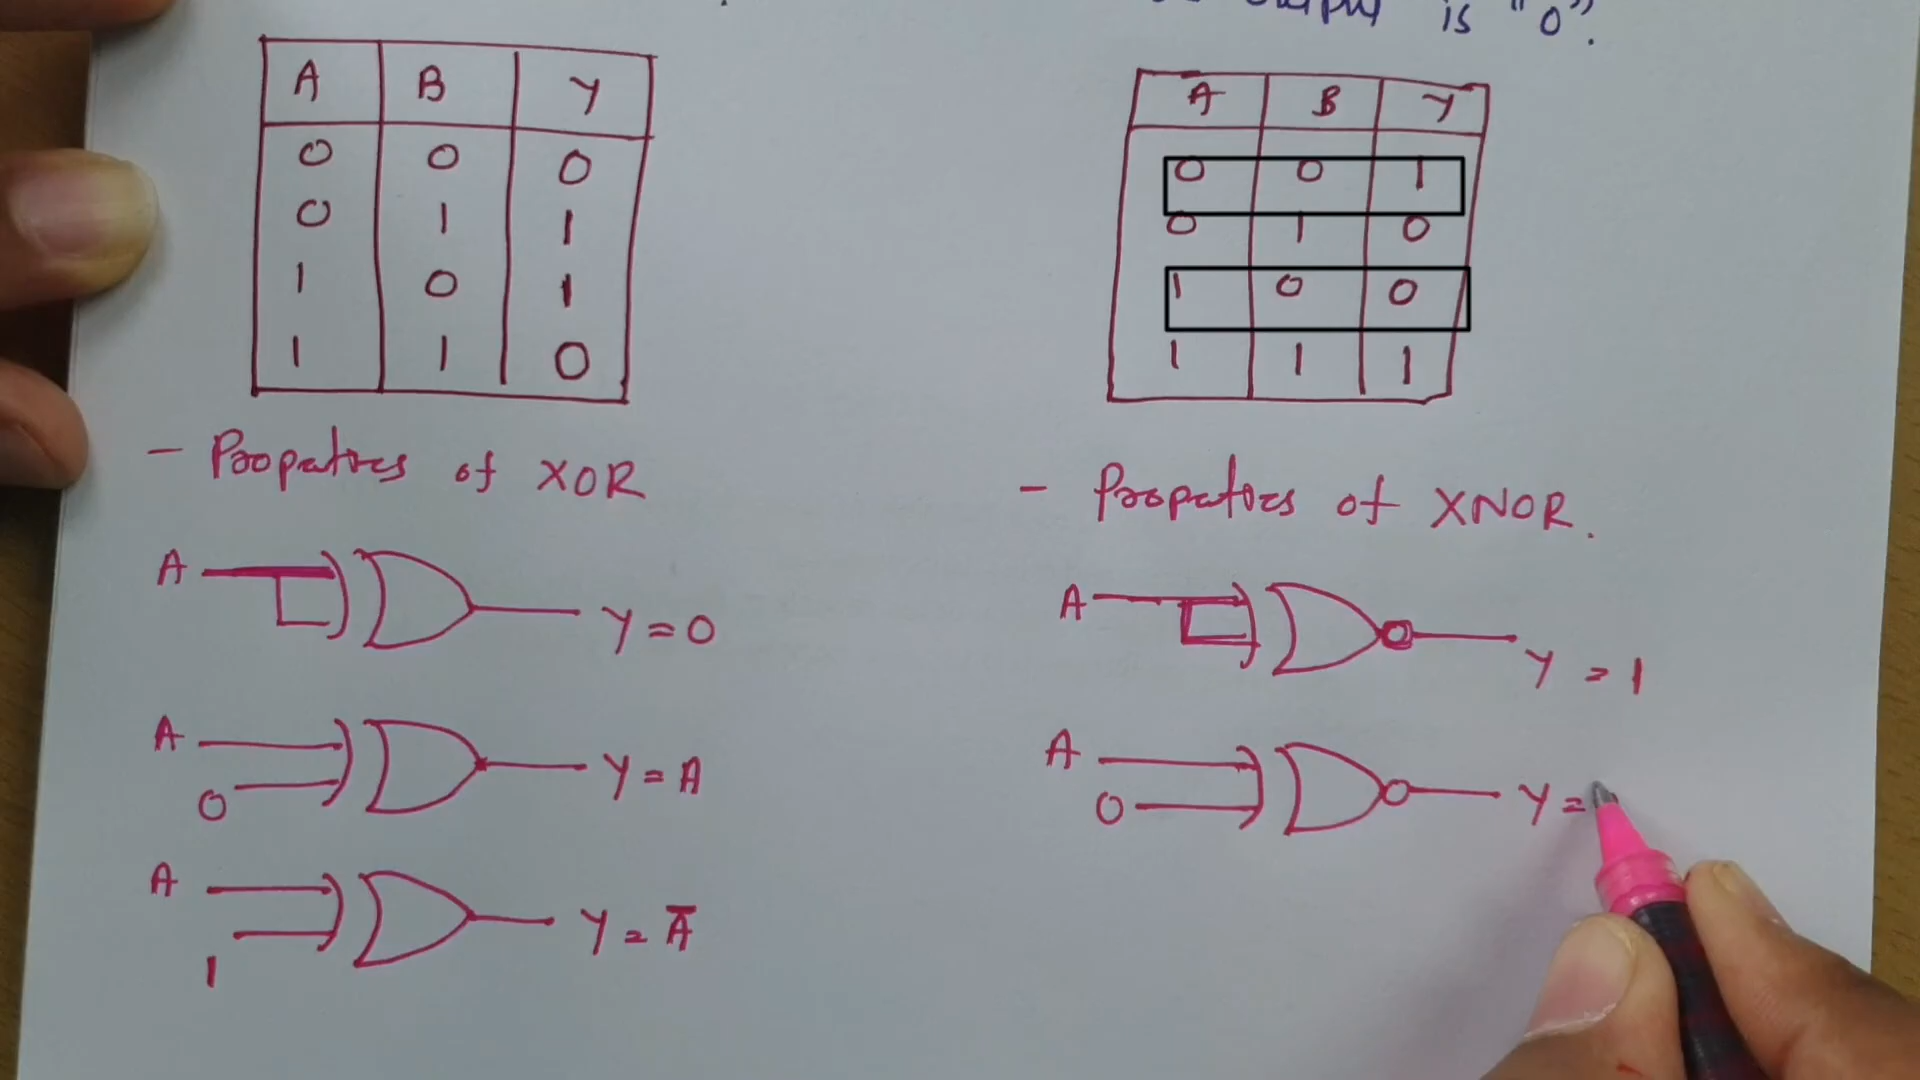 output is "0".
A B Y
0 0 0
0 1 1
1 0 1
1 1 0
A B Y
0 0 1
0 1 0
1 0 0
1 1 1
- Properties of XOR
A
Y = 0
A
0
Y = A
A
1
Y = Ā
- Properties of XNOR.
A
Y = 1
A
0
Y =